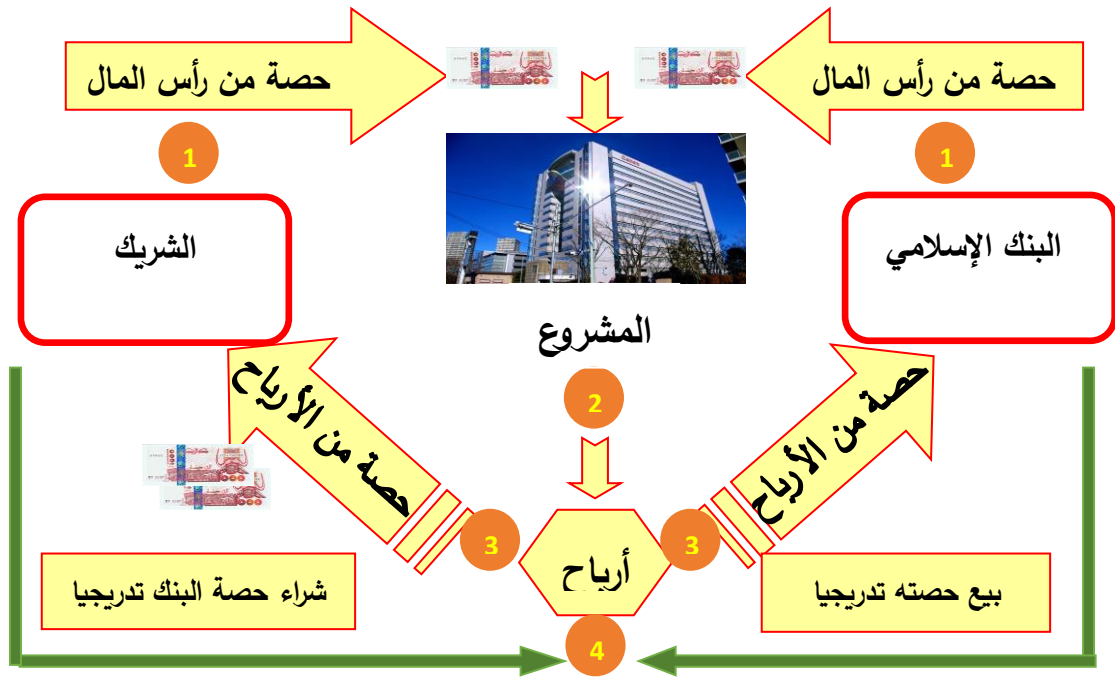 حصة من رأس المال
حصة من رأس المال
1
1
البنك الإسلامي
الشريك
المشروع
2
حصة من الأرباح
حصة من الأرباح
3
3
أرباح
بيع حصته تدريجيا
شراء حصة البنك تدريجيا
4